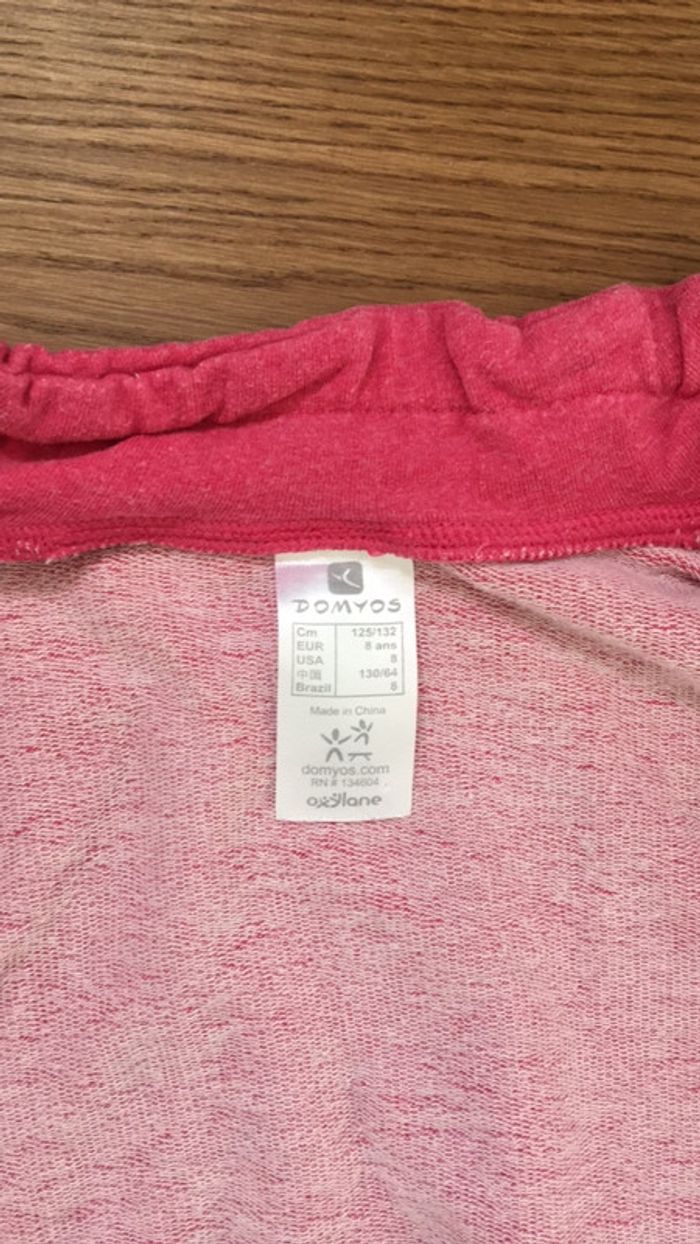 DOMYOS
Cm 125/132
EUR 8 ans
USA 8
中国 130/64
Brazil 8
Made in China
domyos.com
RN # 134604
oxylane